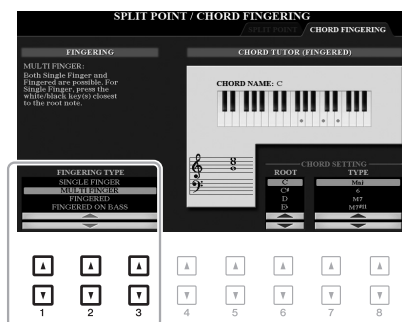 SPLIT POINT / CHORD FINGERING
SPLIT POINT
CHORD FINGERING
FINGERING
MULTI FINGER:
Both Single Finger and
Fingered are possible. For
Single Finger, press the
white/black key(s) closest
to the root note.
CHORD TUTOR (FINGERED)
CHORD NAME: C
FINGERING TYPE
SINGLE FINGER
MULTI FINGER
FINGERED
FINGERED ON BASS
CHORD SETTING
ROOT
C
C#
D
E♭
TYPE
Maj
6
M7
M7#11
1 2 3 4 5 6 7 8